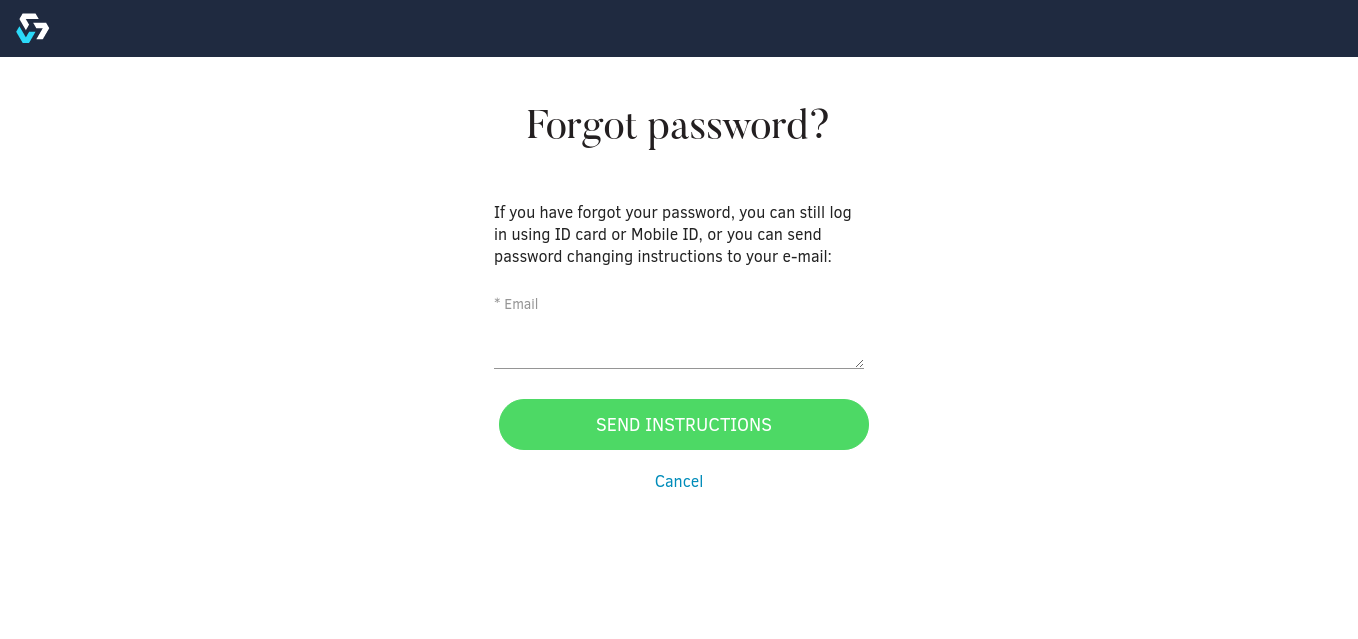 Forgot password?
If you have forgot your password, you can still log
in using ID card or Mobile ID, or you can send
password changing instructions to your e-mail:
* Email
SEND INSTRUCTIONS
Cancel